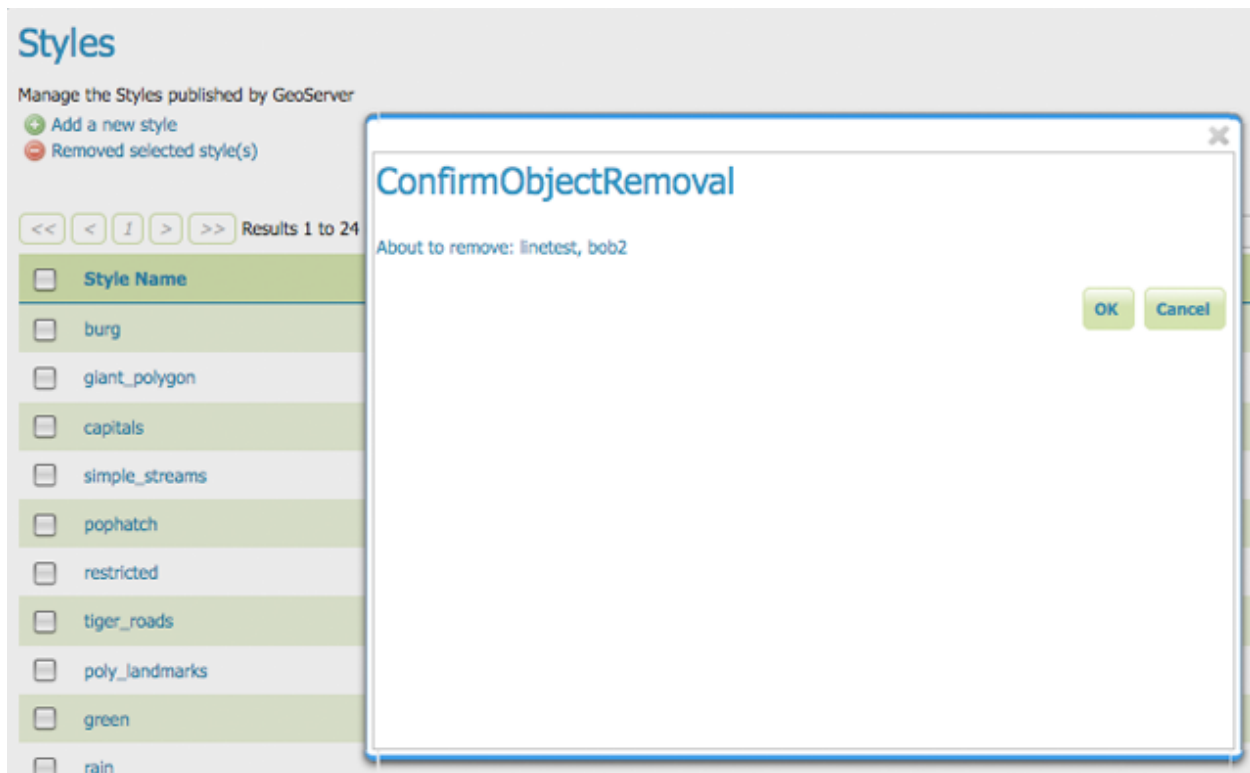 Styles
Manage the Styles published by GeoServer
Add a new style
Removed selected style(s)
<< < 1 > >> Results 1 to 24
Style Name
burg
giant_polygon
capitals
simple_streams
pophatch
restricted
tiger_roads
poly_landmarks
green
rain
ConfirmObjectRemoval
About to remove: linetest, bob2
OK Cancel